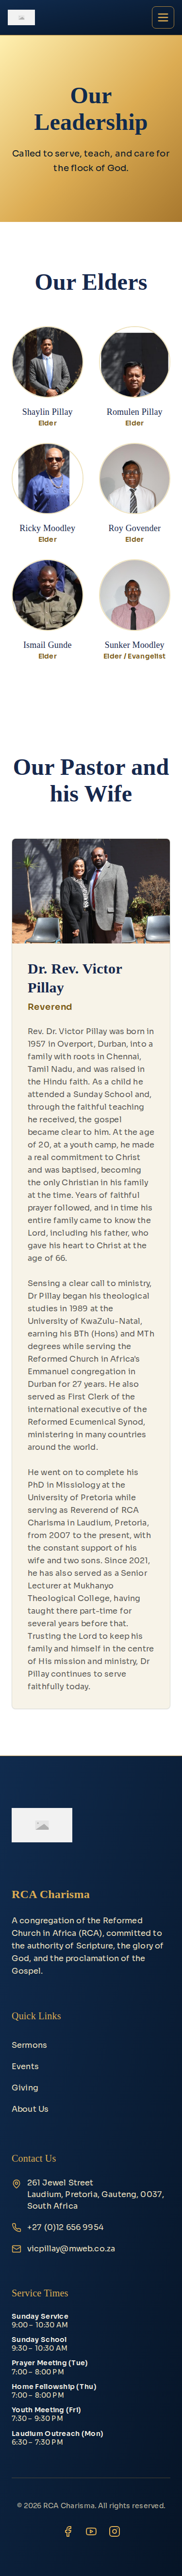 Our
Leadership
Called to serve, teach, and care for
the flock of God.
Our Elders
Shaylin Pillay
Elder
Romulen Pillay
Elder
Ricky Moodley
Elder
Roy Govender
Elder
Ismail Gunde
Elder
Sunker Moodley
Elder / Evangelist
Our Pastor and
his Wife
Dr. Rev. Victor
Pillay
Reverend
Rev. Dr. Victor Pillay was born in
1957 in Overport, Durban, into a
family with roots in Chennai,
Tamil Nadu, and was raised in
the Hindu faith. As a child he
attended a Sunday School and,
through the faithful teaching
he received, the gospel
became clear to him. At the age
of 20, at a youth camp, he made
a real commitment to Christ
and was baptised, becoming
the only Christian in his family
at the time. Years of faithful
prayer followed, and in time his
entire family came to know the
Lord, including his father, who
gave his heart to Christ at the
age of 66.
Sensing a clear call to ministry,
Dr Pillay began his theological
studies in 1989 at the
University of KwaZulu-Natal,
earning his BTh (Hons) and MTh
degrees while serving the
Reformed Church in Africa's
Emmanuel congregation in
Durban for 27 years. He also
served as First Clerk of the
international executive of the
Reformed Ecumenical Synod,
ministering in many countries
around the world.
He went on to complete his
PhD in Missiology at the
University of Pretoria while
serving as Reverend of RCA
Charisma in Laudium, Pretoria,
from 2007 to the present, with
the constant support of his
wife and two sons. Since 2021,
he has also served as a Senior
Lecturer at Mukhanyo
Theological College, having
taught there part-time for
several years before that.
Trusting the Lord to keep his
family and himself in the centre
of His mission and ministry, Dr
Pillay continues to serve
faithfully today.
RCA Charisma
A congregation of the Reformed
Church in Africa (RCA), committed to
the authority of Scripture, the glory of
God, and the proclamation of the
Gospel.
Quick Links
Sermons
Events
Giving
About Us
Contact Us
261 Jewel Street
Laudium, Pretoria, Gauteng, 0037,
South Africa
+27 (0)12 656 9954
vicpillay@mweb.co.za
Service Times
Sunday Service
9:00 – 10:30 AM
Sunday School
9:30 – 10:30 AM
Prayer Meeting (Tue)
7:00 – 8:00 PM
Home Fellowship (Thu)
7:00 – 8:00 PM
Youth Meeting (Fri)
7:30 – 9:30 PM
Laudium Outreach (Mon)
6:30 – 7:30 PM
© 2026 RCA Charisma. All rights reserved.